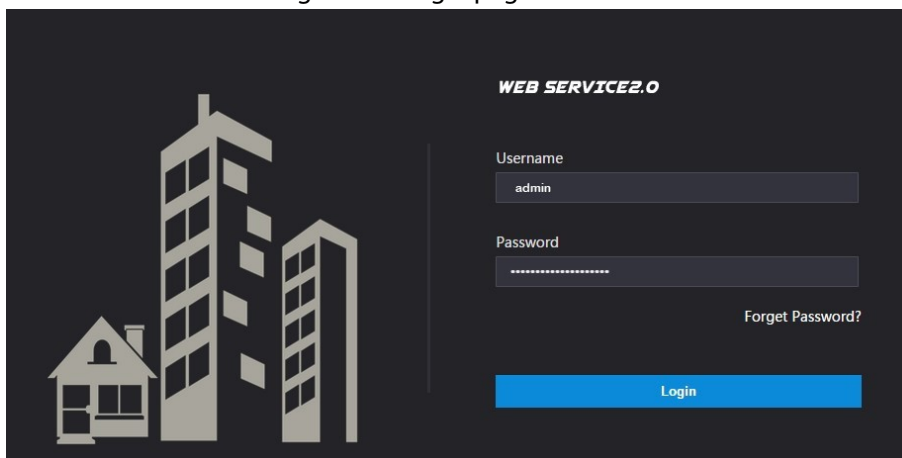 WEB SERVICE2.0
Username
admin
Password
••••••••••••••••••••
Forget Password?
Login